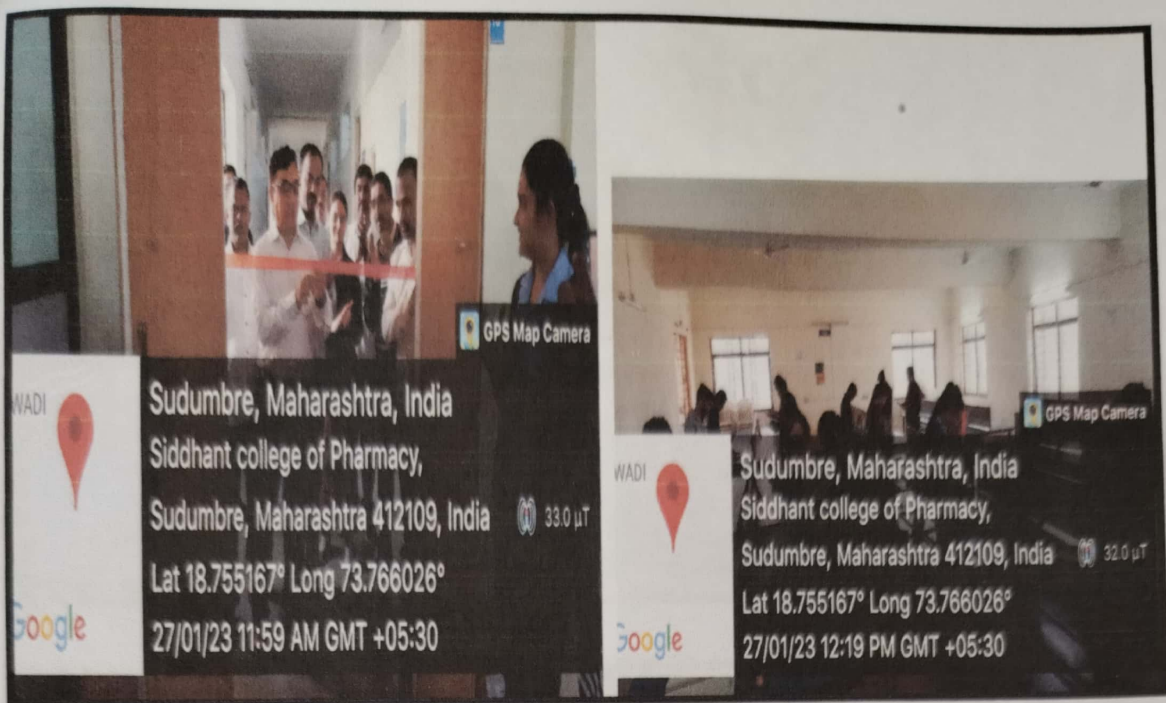 GPS Map Camera
WADI
Google
Sudumbre, Maharashtra, India
Siddhant college of Pharmacy,
Sudumbre, Maharashtra 412109, India
33.0 µT
Lat 18.755167° Long 73.766026°
27/01/23 11:59 AM GMT +05:30
GPS Map Camera
WADI
Google
Sudumbre, Maharashtra, India
Siddhant college of Pharmacy,
Sudumbre, Maharashtra 412109, India
32.0 µT
Lat 18.755167° Long 73.766026°
27/01/23 12:19 PM GMT +05:30